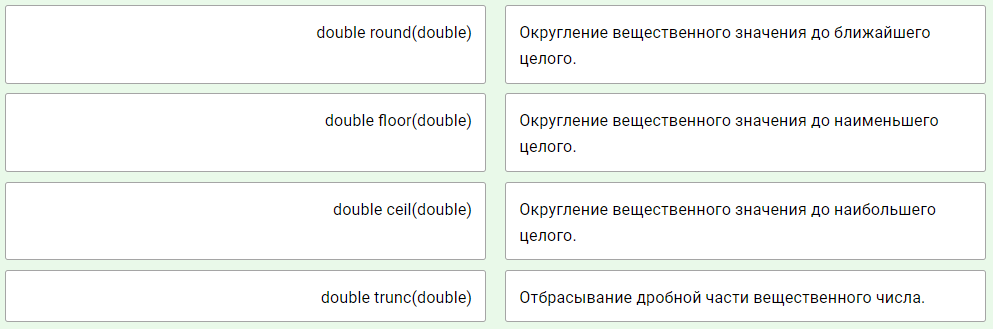 double round(double)
Округление вещественного значения до ближайшего
целого.
double floor(double)
Округление вещественного значения до наименьшего
целого.
double ceil(double)
Округление вещественного значения до наибольшего
целого.
double trunc(double)
Отбрасывание дробной части вещественного числа.